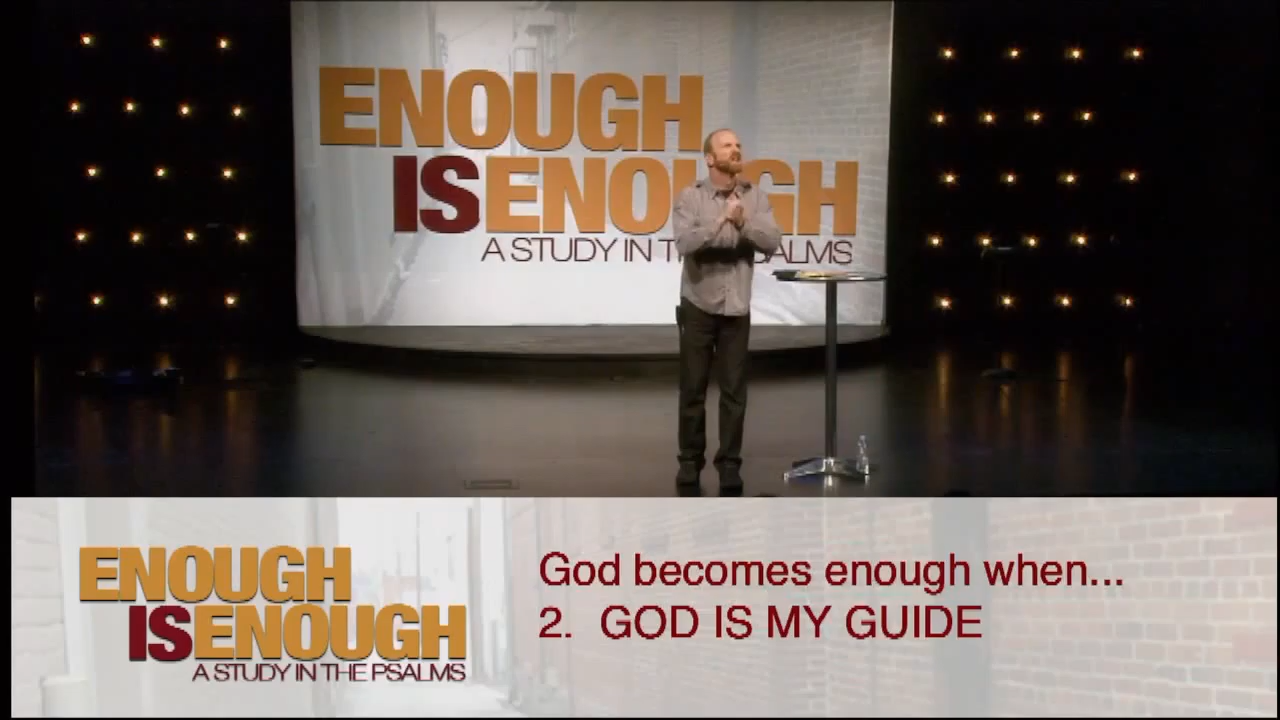 ENOUGH
IS ENOUGH
A STUDY IN THE PSALMS
ENOUGH
IS ENOUGH
A STUDY IN THE PSALMS
God becomes enough when...
2. GOD IS MY GUIDE